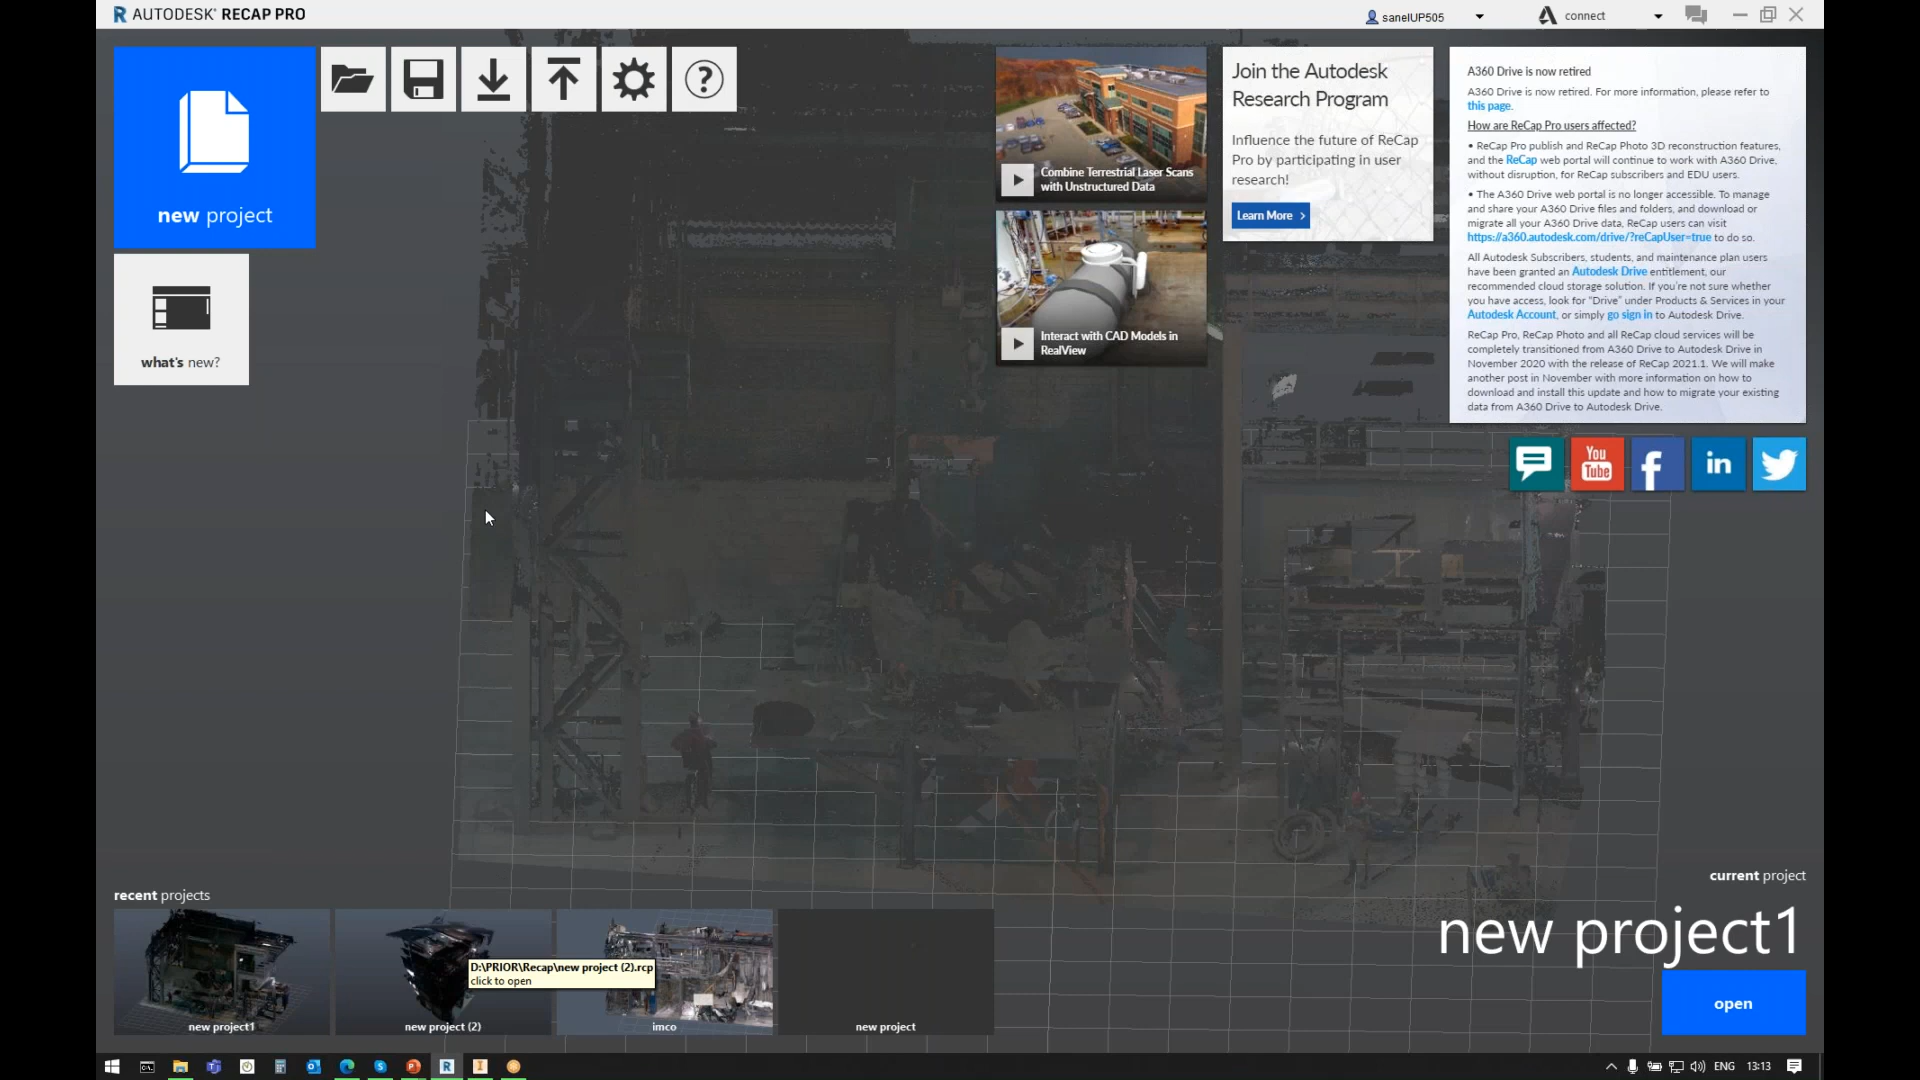 AUTODESK® RECAP PRO
sanelUP505
connect
new project
what's new?
Combine Terrestrial Laser Scans
with Unstructured Data
Interact with CAD Models in
RealView
Join the Autodesk
Research Program
Influence the future of ReCap
Pro by participating in user
research!
Learn More >
A360 Drive is now retired
A360 Drive is now retired. For more information, please refer to
this page.
How are ReCap Pro users affected?
• ReCap Pro publish and ReCap Photo 3D reconstruction features,
and the ReCap web portal will continue to work with A360 Drive,
without disruption, for ReCap subscribers and EDU users.
• The A360 Drive web portal is no longer accessible. To manage
and share your A360 Drive files and folders, and download or
migrate all your A360 Drive data, ReCap users can visit
https://a360.autodesk.com/drive/?reCapUser=true to do so.
All Autodesk Subscribers, students, and maintenance plan users
have been granted an Autodesk Drive entitlement, our
recommended cloud storage solution. If you're not sure whether
you have access, look for "Drive" under Products & Services in your
Autodesk Account, or simply go sign in to Autodesk Drive.
ReCap Pro, ReCap Photo and all ReCap cloud services will be
completely transitioned from A360 Drive to Autodesk Drive in
November 2020 with the release of ReCap 2021.1. We will make
another post in November with more information on how to
download and install this update and how to migrate your existing
data from A360 Drive to Autodesk Drive.
You
Tube
f
in
recent projects
new project1
new project (2)
D:\PRIOR\Recap\new project (2).rcp
click to open
imco
new project
current project
new project1
open
ENG
13:13